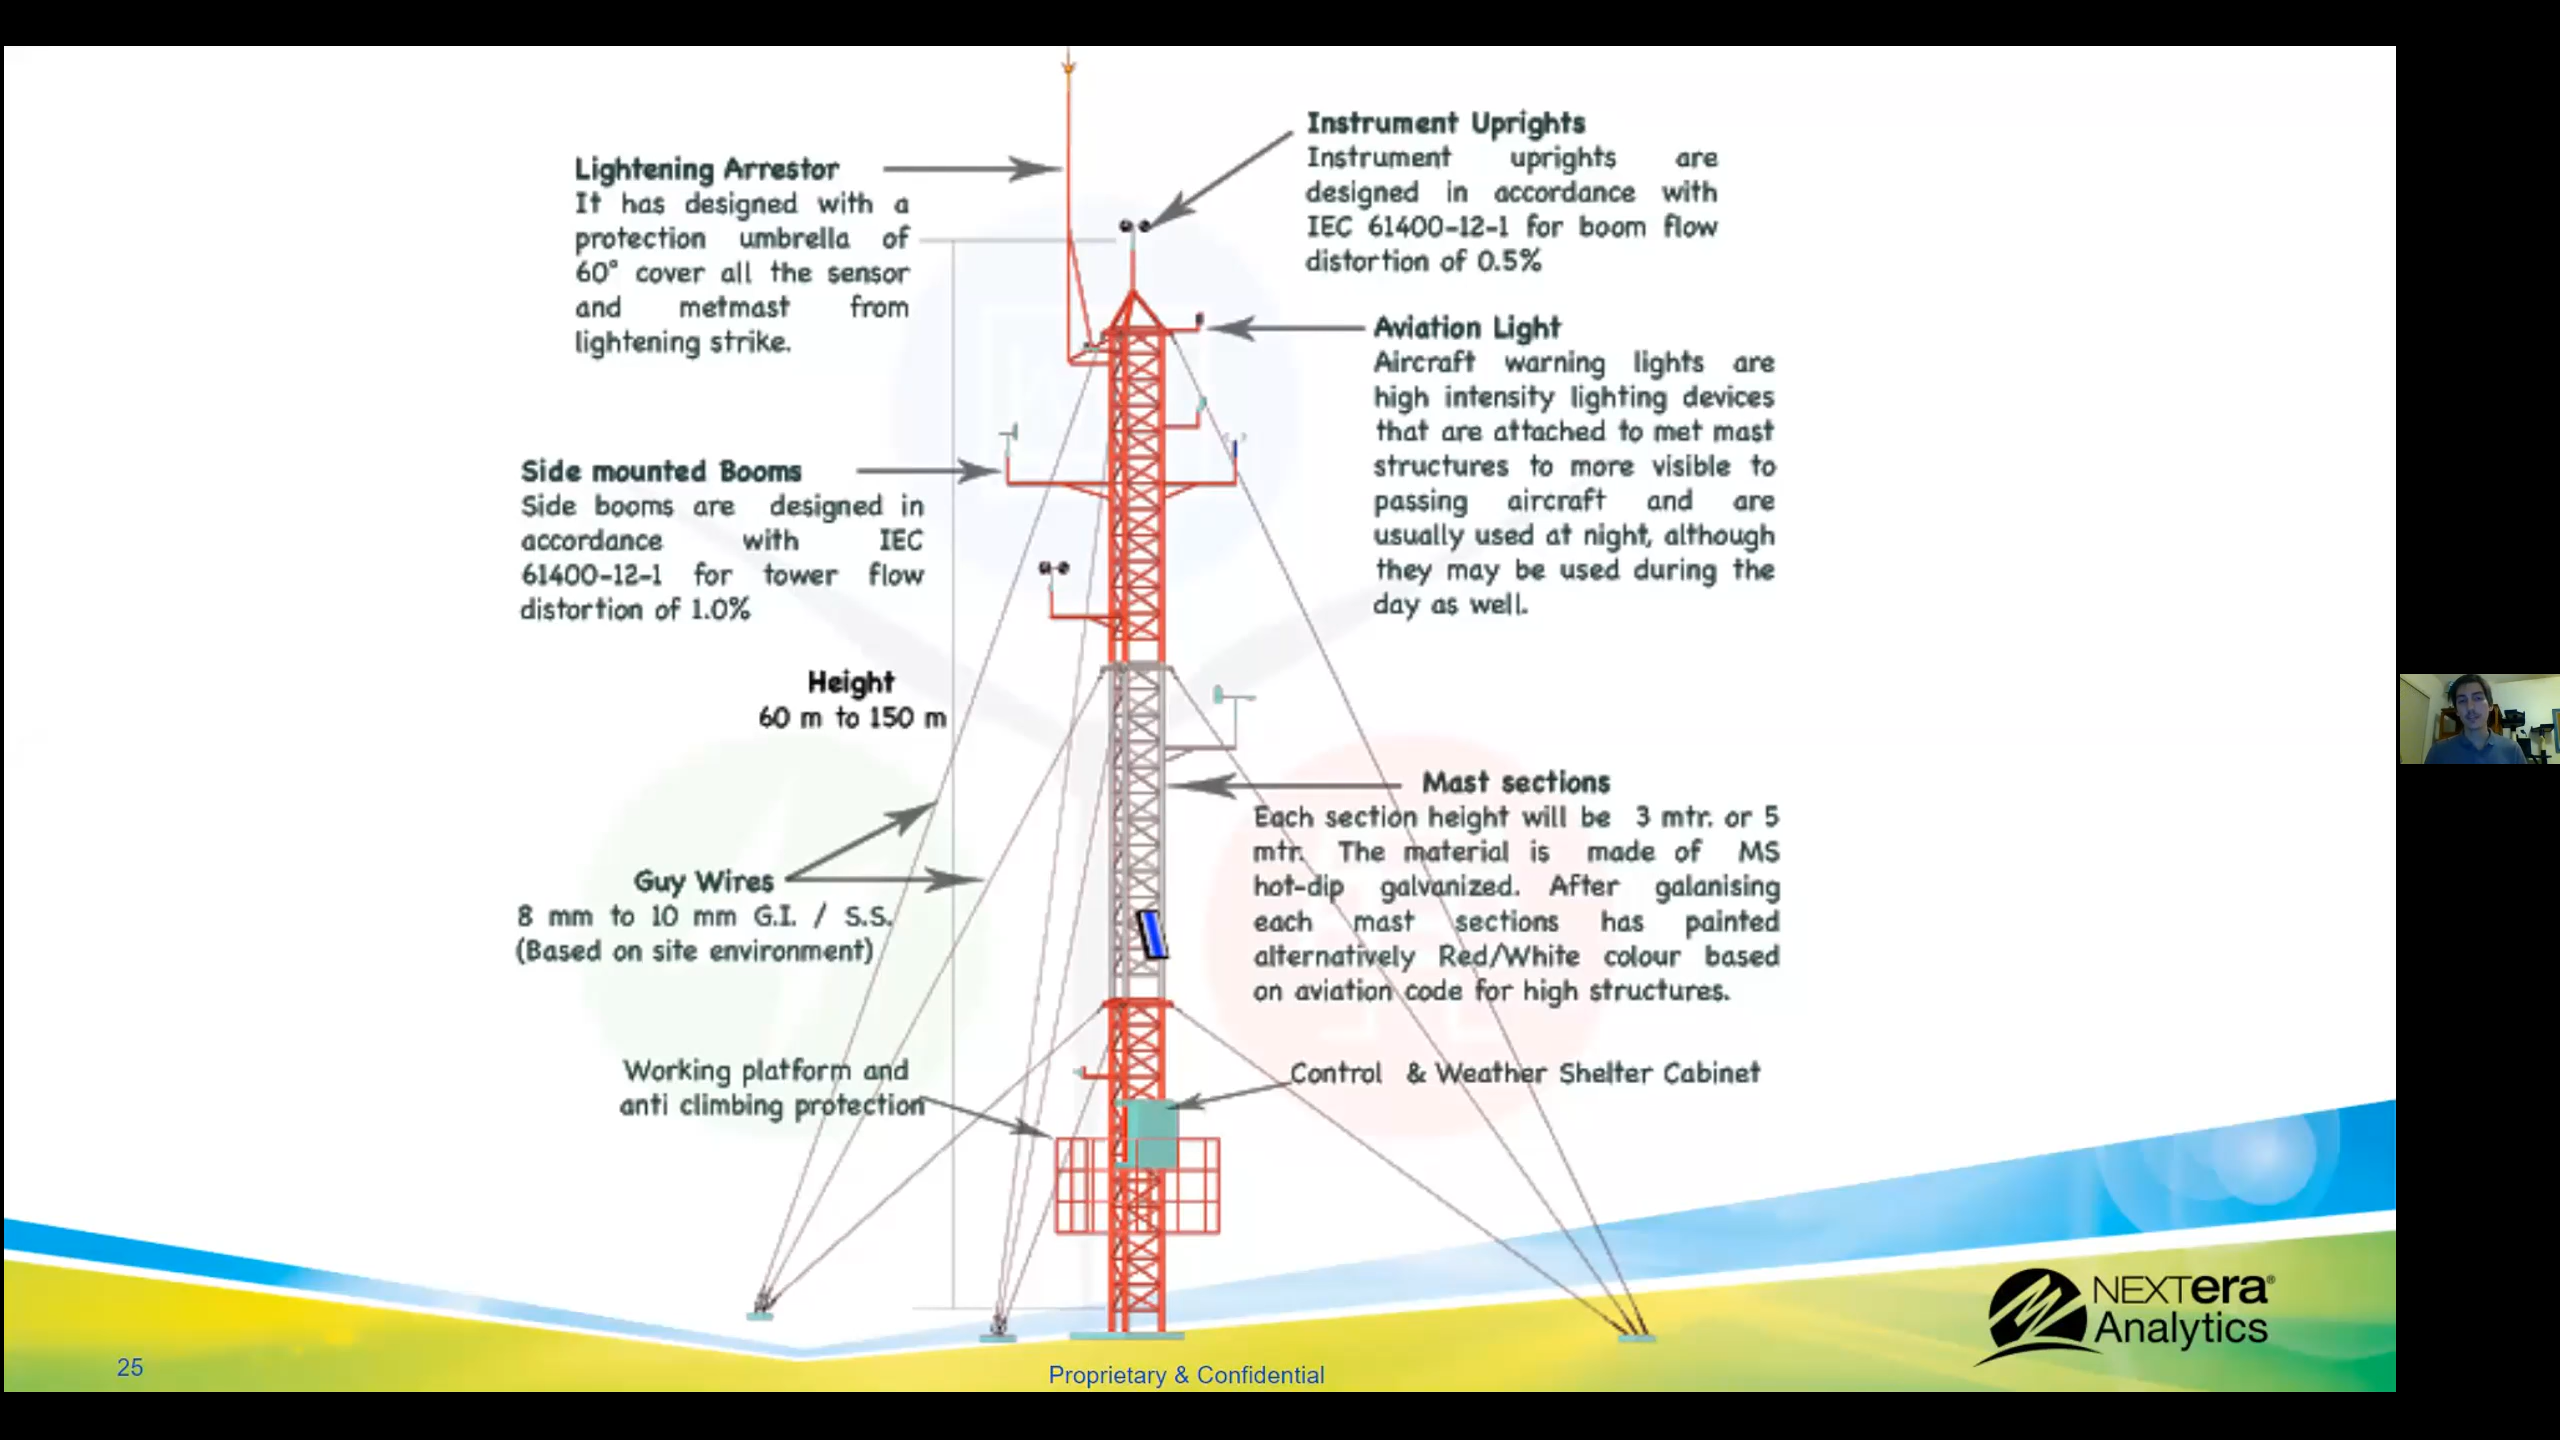 Lightening Arrestor
It has designed with a
protection umbrella of
60° cover all the sensor
and metmast from
lightening strike.
Instrument Uprights
Instrument uprights are
designed in accordance with
IEC 61400-12-1 for boom flow
distortion of 0.5%
Aviation Light
Aircraft warning lights are
high intensity lighting devices
that are attached to met mast
structures to more visible to
passing aircraft and are
usually used at night, although
they may be used during the
day as well.
Side mounted Booms
Side booms are designed in
accordance with IEC
61400-12-1 for tower flow
distortion of 1.0%
Height
60 m to 150 m
Mast sections
Each section height will be 3 mtr. or 5
mtr. The material is made of MS
hot-dip galvanized. After galanising
each mast sections has painted
alternatively Red/White colour based
on aviation code for high structures.
Guy Wires
8 mm to 10 mm G.I. / S.S.
(Based on site environment)
Working platform and
anti climbing protection
Control & Weather Shelter Cabinet
NEXTera®
Analytics
25
Proprietary & Confidential